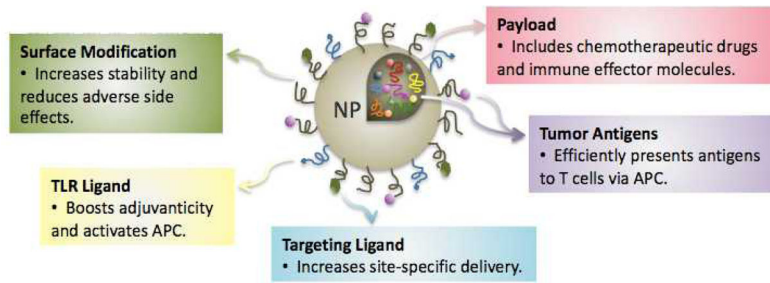 Surface Modification
• Increases stability and
reduces adverse side
effects.
Payload
• Includes chemotherapeutic drugs
and immune effector molecules.
NP
Tumor Antigens
• Efficiently presents antigens
to T cells via APC.
TLR Ligand
• Boosts adjuvanticity
and activates APC.
Targeting Ligand
• Increases site-specific delivery.